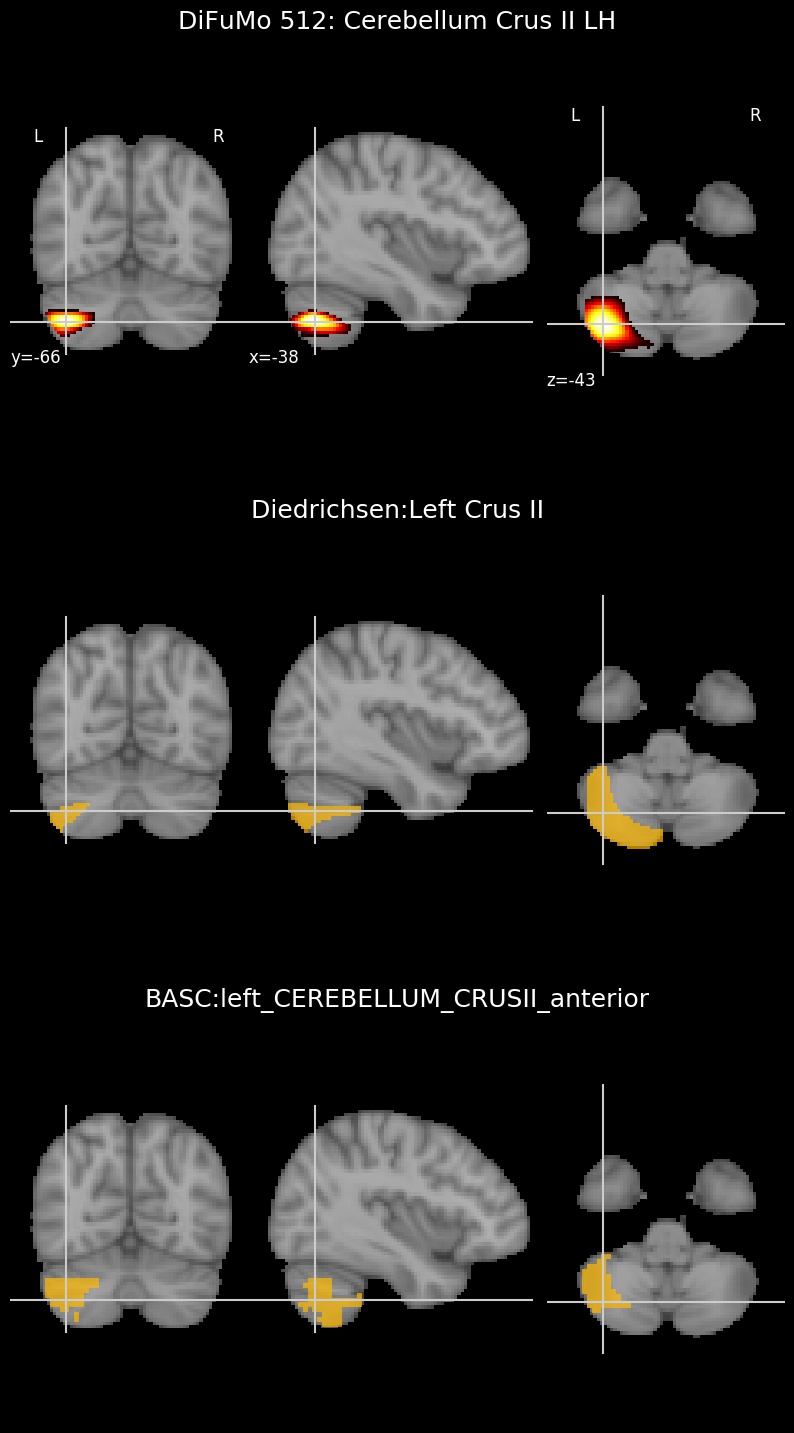 DiFuMo 512: Cerebellum Crus II LH
L R
L R
y=-66 x=-38
z=-43
Diedrichsen:Left Crus II
BASC:left_CEREBELLUM_CRUSII_anterior